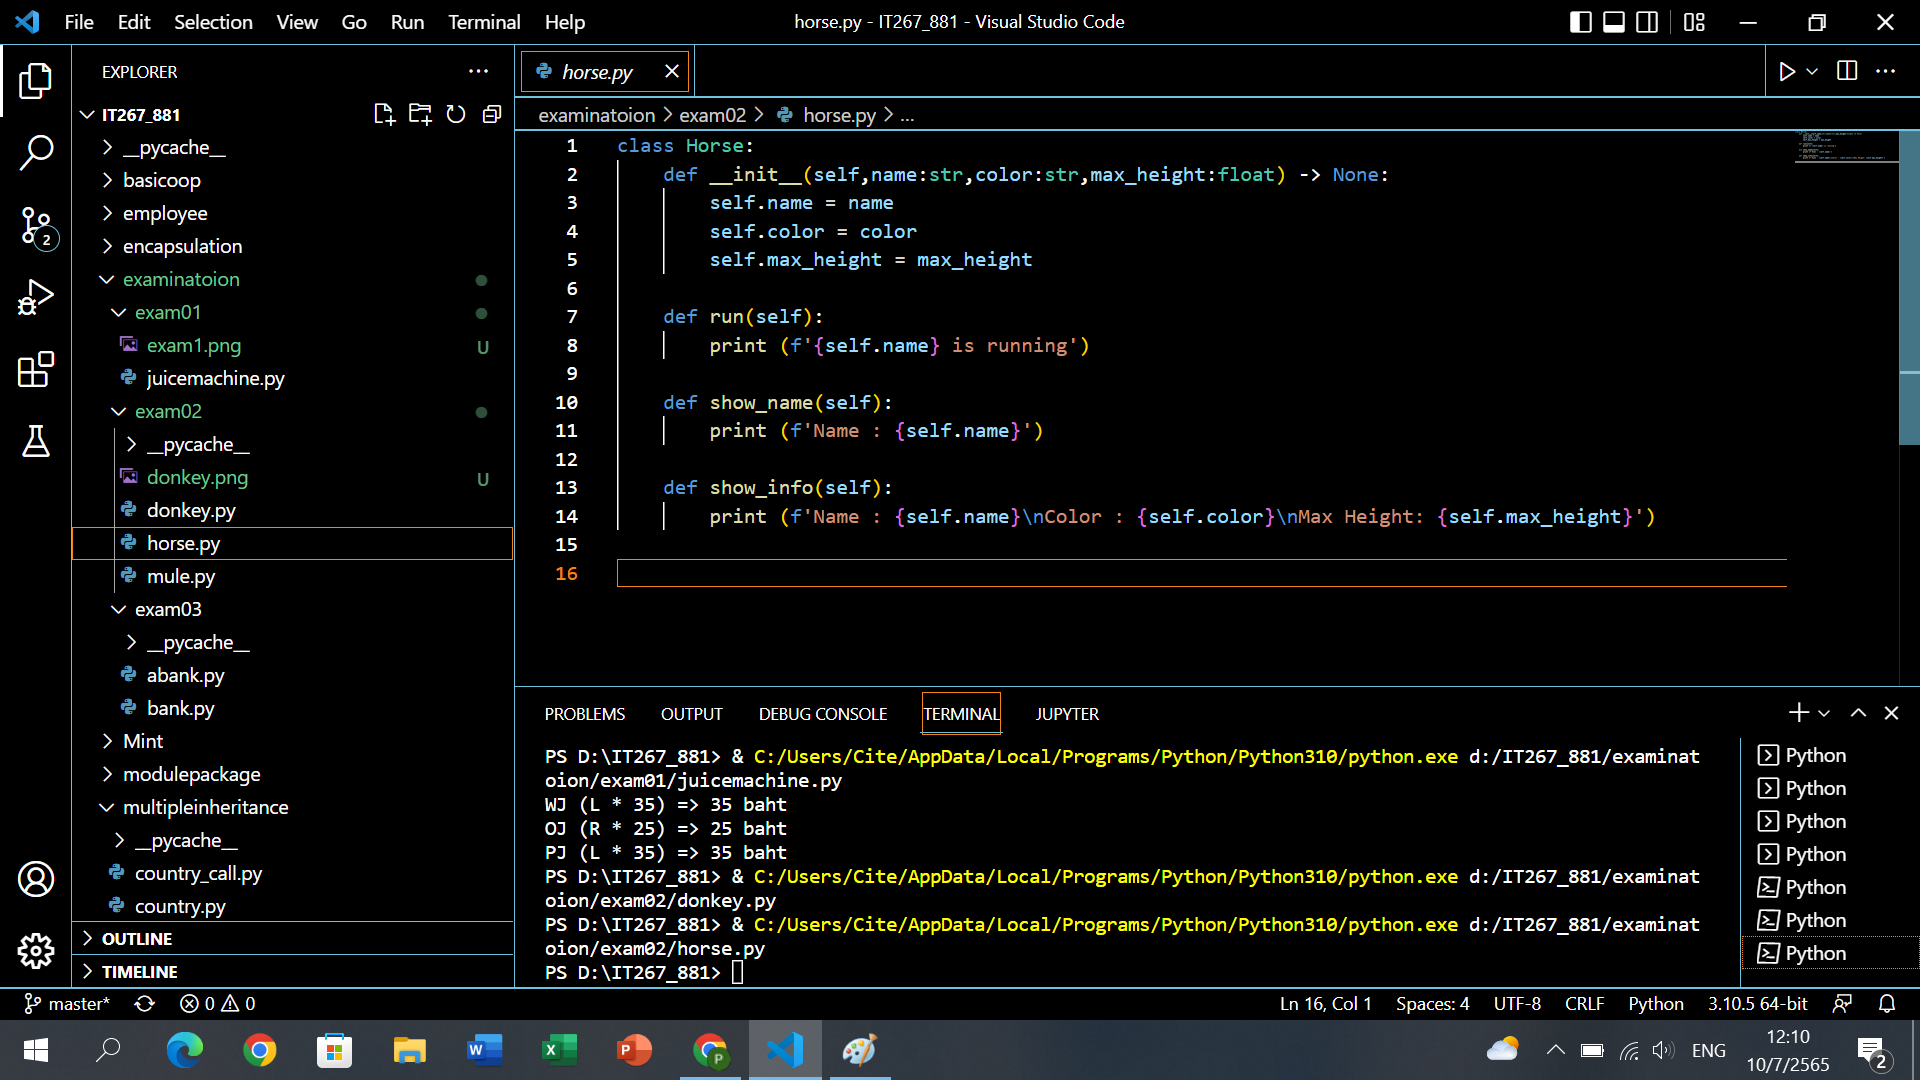 File Edit Selection View Go Run Terminal Help
horse.py - IT267_881 - Visual Studio Code
EXPLORER
IT267_881
__pycache__
basicoop
employee
encapsulation
examinatoion
exam01
exam1.png U
juicemachine.py
exam02
__pycache__
donkey.png U
donkey.py
horse.py
mule.py
exam03
__pycache__
abank.py
bank.py
Mint
modulepackage
multipleinheritance
__pycache__
country_call.py
country.py
OUTLINE
TIMELINE
2
horse.py
examinatoion > exam02 > horse.py > ...
1 class Horse:
2 def __init__(self,name:str,color:str,max_height:float) -> None:
3 self.name = name
4 self.color = color
5 self.max_height = max_height
6
7 def run(self):
8 print (f'{self.name} is running')
9
10 def show_name(self):
11 print (f'Name : {self.name}')
12
13 def show_info(self):
14 print (f'Name : {self.name}\nColor : {self.color}\nMax Height: {self.max_height}')
15
16
PROBLEMS OUTPUT DEBUG CONSOLE TERMINAL JUPYTER
PS D:\IT267_881> & C:/Users/Cite/AppData/Local/Programs/Python/Python310/python.exe d:/IT267_881/examinat
oion/exam01/juicemachine.py
WJ (L * 35) => 35 baht
OJ (R * 25) => 25 baht
PJ (L * 35) => 35 baht
PS D:\IT267_881> & C:/Users/Cite/AppData/Local/Programs/Python/Python310/python.exe d:/IT267_881/examinat
oion/exam02/donkey.py
PS D:\IT267_881> & C:/Users/Cite/AppData/Local/Programs/Python/Python310/python.exe d:/IT267_881/examinat
oion/exam02/horse.py
PS D:\IT267_881>
Python
Python
Python
Python
Python
Python
Python
master* 0 0 Ln 16, Col 1 Spaces: 4 UTF-8 CRLF Python 3.10.5 64-bit
W X P P ENG
12:10
10/7/2565
2